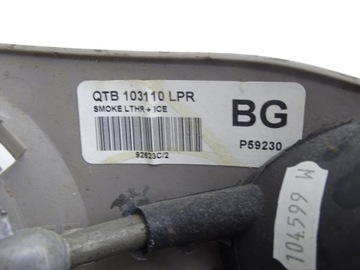 QTB 103110 LPR
SMOKE LTHR + ICE
BG
92623C/2
P59230
104599 W